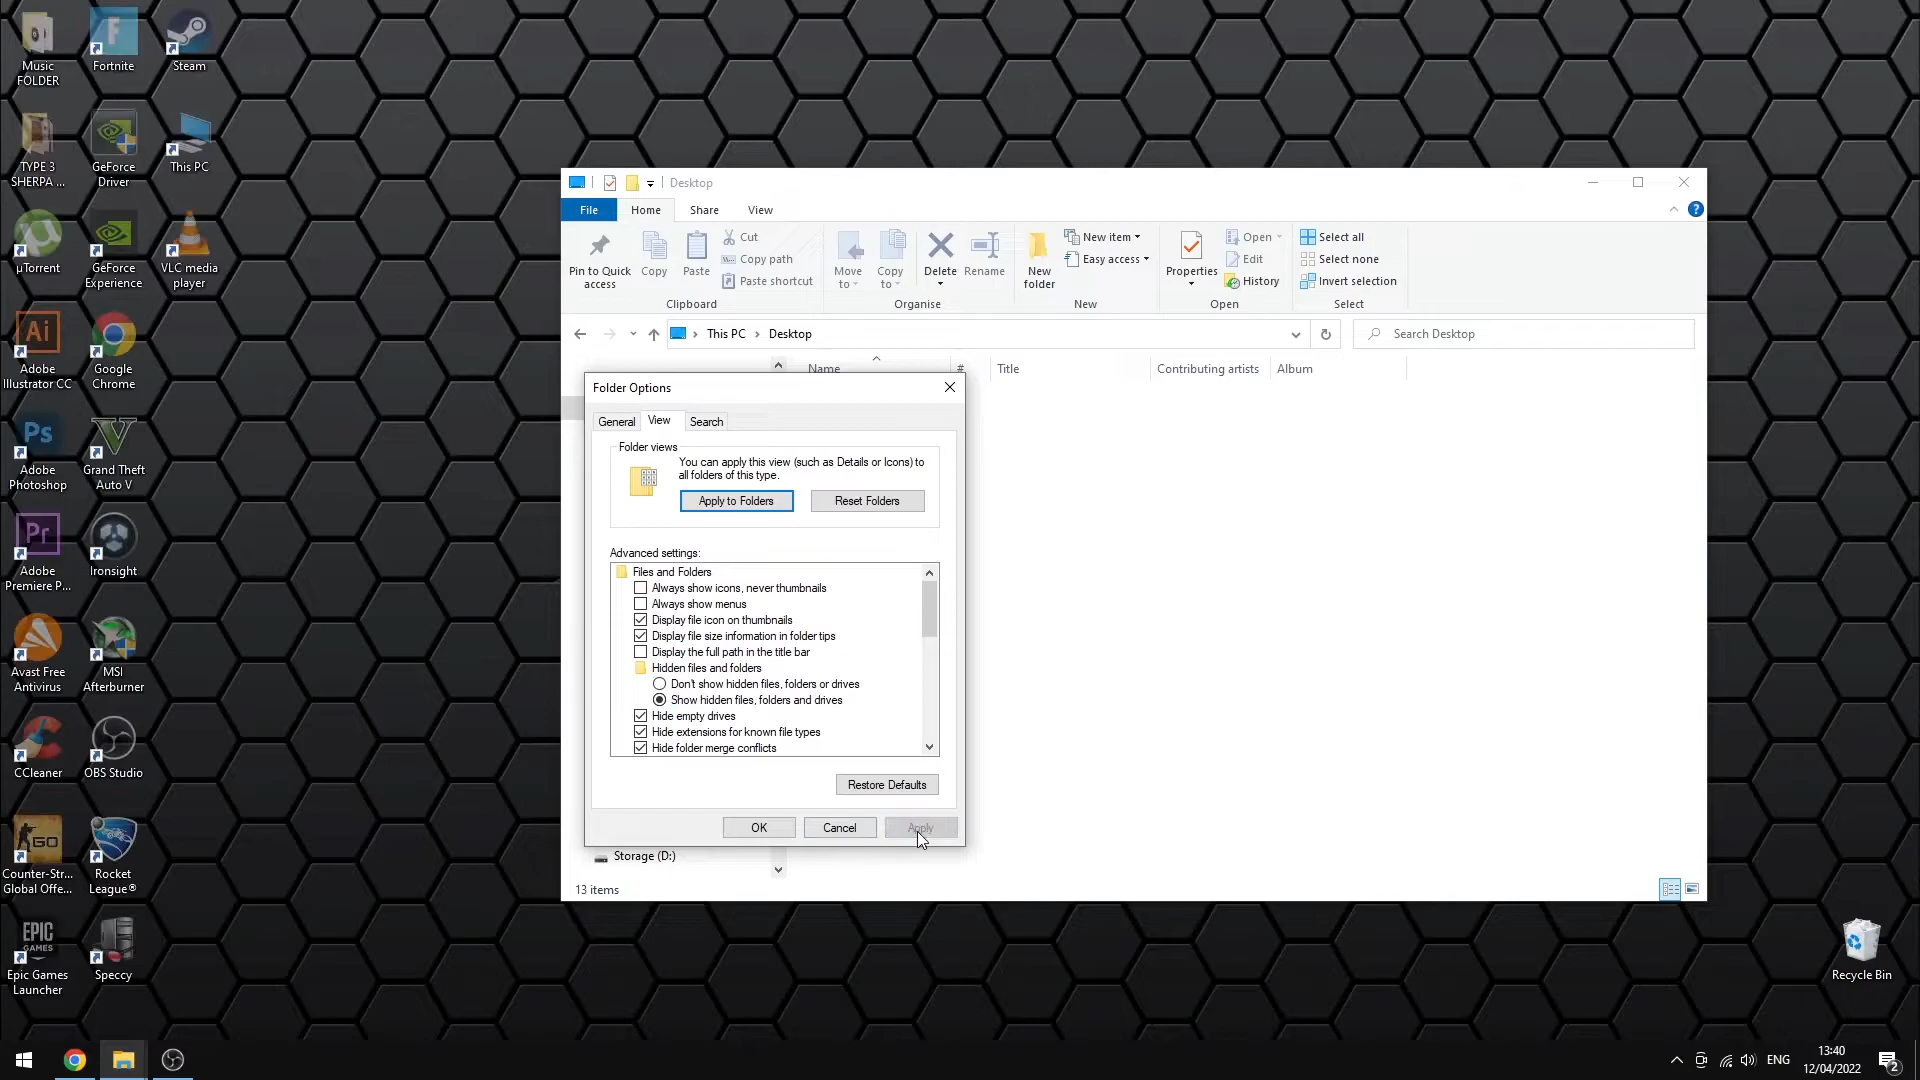 Music
FOLDER
Fortnite
Steam
TYPE 3
SHERPA ...
GeForce
Driver
This PC
µTorrent
GeForce
Experience
VLC media
player
Ai
Adobe
Illustrator CC
Google
Chrome
Ps
Adobe
Photoshop
Grand Theft
Auto V
Pr
Adobe
Premiere P...
Ironsight
Avast Free
Antivirus
MSI
Afterburner
CCleaner
OBS Studio
GO
Counter-Str...
Global Offe...
Rocket
League®
EPIC
GAMES
Epic Games
Launcher
Speccy
Recycle Bin
Desktop
File
Home
Share
View
Pin to Quick
access
Copy
Paste
Cut
Copy path
Paste shortcut
Clipboard
Move
to
Copy
to
Delete
Rename
Organise
New
folder
New item
Easy access
New
Properties
Open
Edit
History
Open
Select all
Select none
Invert selection
Select
This PC > Desktop
Search Desktop
Name
#
Title
Contributing artists
Album
Folder Options
General
View
Search
Folder views
You can apply this view (such as Details or Icons) to
all folders of this type.
Apply to Folders
Reset Folders
Advanced settings:
Files and Folders
Always show icons, never thumbnails
Always show menus
Display file icon on thumbnails
Display file size information in folder tips
Display the full path in the title bar
Hidden files and folders
Don't show hidden files, folders or drives
Show hidden files, folders and drives
Hide empty drives
Hide extensions for known file types
Hide folder merge conflicts
Restore Defaults
OK
Cancel
Apply
Storage (D:)
13 items
ENG
13:40
12/04/2022
2